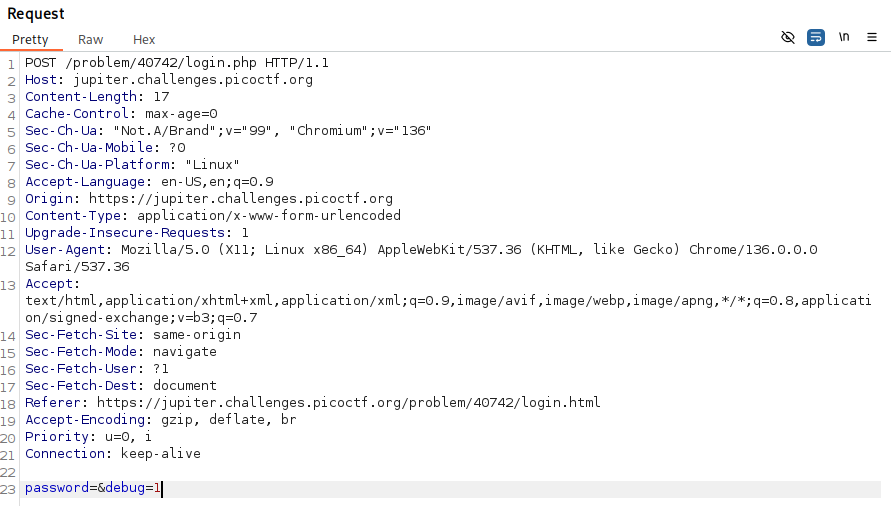 Request
Pretty Raw Hex \n
1 POST /problem/40742/login.php HTTP/1.1
2 Host: jupiter.challenges.picoctf.org
3 Content-Length: 17
4 Cache-Control: max-age=0
5 Sec-Ch-Ua: "Not.A/Brand";v="99", "Chromium";v="136"
6 Sec-Ch-Ua-Mobile: ?0
7 Sec-Ch-Ua-Platform: "Linux"
8 Accept-Language: en-US,en;q=0.9
9 Origin: https://jupiter.challenges.picoctf.org
10 Content-Type: application/x-www-form-urlencoded
11 Upgrade-Insecure-Requests: 1
12 User-Agent: Mozilla/5.0 (X11; Linux x86_64) AppleWebKit/537.36 (KHTML, like Gecko) Chrome/136.0.0.0
Safari/537.36
13 Accept:
text/html,application/xhtml+xml,application/xml;q=0.9,image/avif,image/webp,image/apng,*/*;q=0.8,applicati
on/signed-exchange;v=b3;q=0.7
14 Sec-Fetch-Site: same-origin
15 Sec-Fetch-Mode: navigate
16 Sec-Fetch-User: ?1
17 Sec-Fetch-Dest: document
18 Referer: https://jupiter.challenges.picoctf.org/problem/40742/login.html
19 Accept-Encoding: gzip, deflate, br
20 Priority: u=0, i
21 Connection: keep-alive
22
23 password=&debug=1